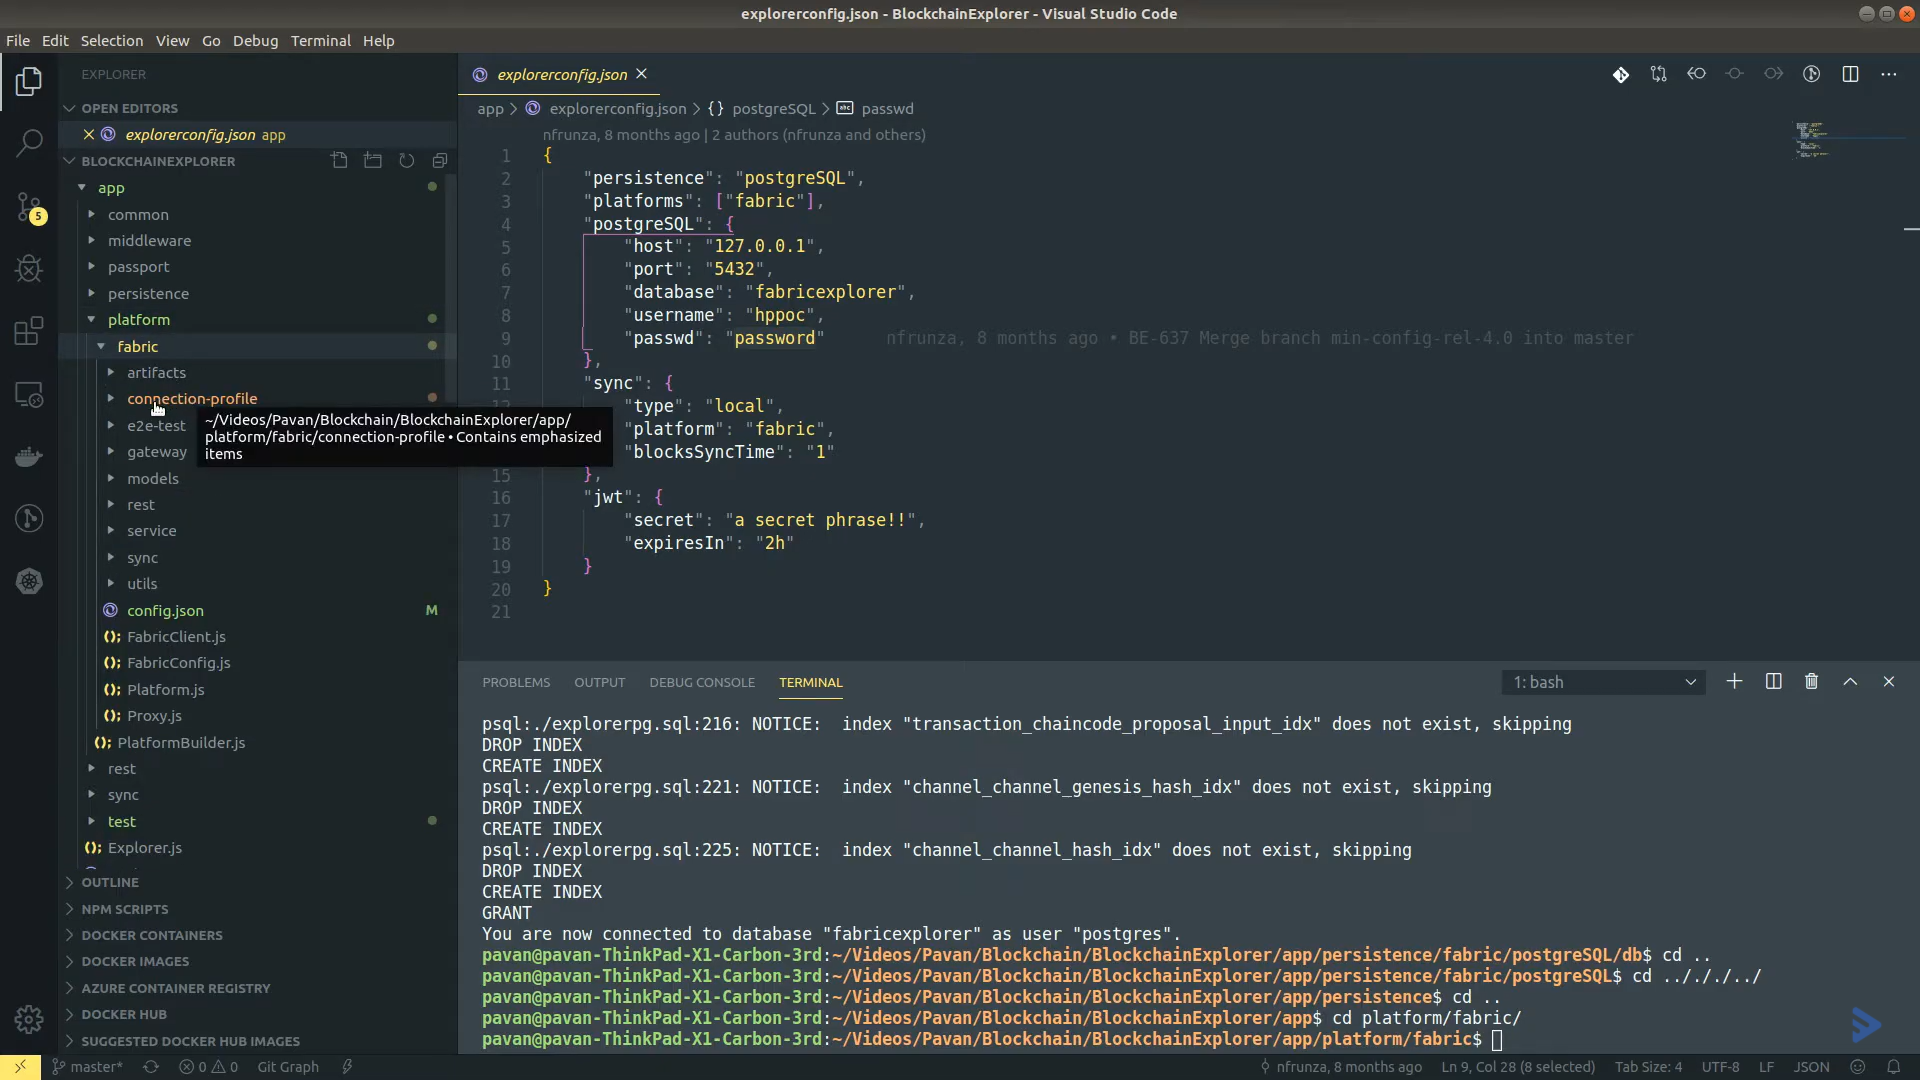 explorerconfig.json - BlockchainExplorer - Visual Studio Code
File Edit Selection View Go Debug Terminal Help
EXPLORER
OPEN EDITORS
explorerconfig.json app
BLOCKCHAINEXPLORER
app
common
middleware
passport
persistence
platform
fabric
artifacts
connection-profile
e2e-test
gateway
models
rest
service
sync
utils
config.json M
FabricClient.js
FabricConfig.js
Platform.js
Proxy.js
PlatformBuilder.js
rest
sync
test
Explorer.js
OUTLINE
NPM SCRIPTS
DOCKER CONTAINERS
DOCKER IMAGES
AZURE CONTAINER REGISTRY
DOCKER HUB
SUGGESTED DOCKER HUB IMAGES
5
~/Videos/Pavan/Blockchain/BlockchainExplorer/app/
platform/fabric/connection-profile • Contains emphasized
items
explorerconfig.json
app > explorerconfig.json > {} postgreSQL > abc passwd
nfrunza, 8 months ago | 2 authors (nfrunza and others)
1 {
2 "persistence": "postgreSQL",
3 "platforms": ["fabric"],
4 "postgreSQL": {
5 "host": "127.0.0.1",
6 "port": "5432",
7 "database": "fabricexplorer",
8 "username": "hppoc",
9 "passwd": "password" nfrunza, 8 months ago • BE-637 Merge branch min-config-rel-4.0 into master
10 },
11 "sync": {
"type": "local",
"platform": "fabric",
"blocksSyncTime": "1"
15 },
16 "jwt": {
17 "secret": "a secret phrase!!",
18 "expiresIn": "2h"
19 }
20 }
21
PROBLEMS OUTPUT DEBUG CONSOLE TERMINAL 1: bash
psql:./explorerpg.sql:216: NOTICE: index "transaction_chaincode_proposal_input_idx" does not exist, skipping
DROP INDEX
CREATE INDEX
psql:./explorerpg.sql:221: NOTICE: index "channel_channel_genesis_hash_idx" does not exist, skipping
DROP INDEX
CREATE INDEX
psql:./explorerpg.sql:225: NOTICE: index "channel_channel_hash_idx" does not exist, skipping
DROP INDEX
CREATE INDEX
GRANT
You are now connected to database "fabricexplorer" as user "postgres".
pavan@pavan-ThinkPad-X1-Carbon-3rd:~/Videos/Pavan/Blockchain/BlockchainExplorer/app/persistence/fabric/postgreSQL/db$ cd ..
pavan@pavan-ThinkPad-X1-Carbon-3rd:~/Videos/Pavan/Blockchain/BlockchainExplorer/app/persistence/fabric/postgreSQL$ cd .././././../
pavan@pavan-ThinkPad-X1-Carbon-3rd:~/Videos/Pavan/Blockchain/BlockchainExplorer/app/persistence$ cd ..
pavan@pavan-ThinkPad-X1-Carbon-3rd:~/Videos/Pavan/Blockchain/BlockchainExplorer/app$ cd platform/fabric/
pavan@pavan-ThinkPad-X1-Carbon-3rd:~/Videos/Pavan/Blockchain/BlockchainExplorer/app/platform/fabric$
master* 0 0 Git Graph nfrunza, 8 months ago Ln 9, Col 28 (8 selected) Tab Size: 4 UTF-8 LF JSON